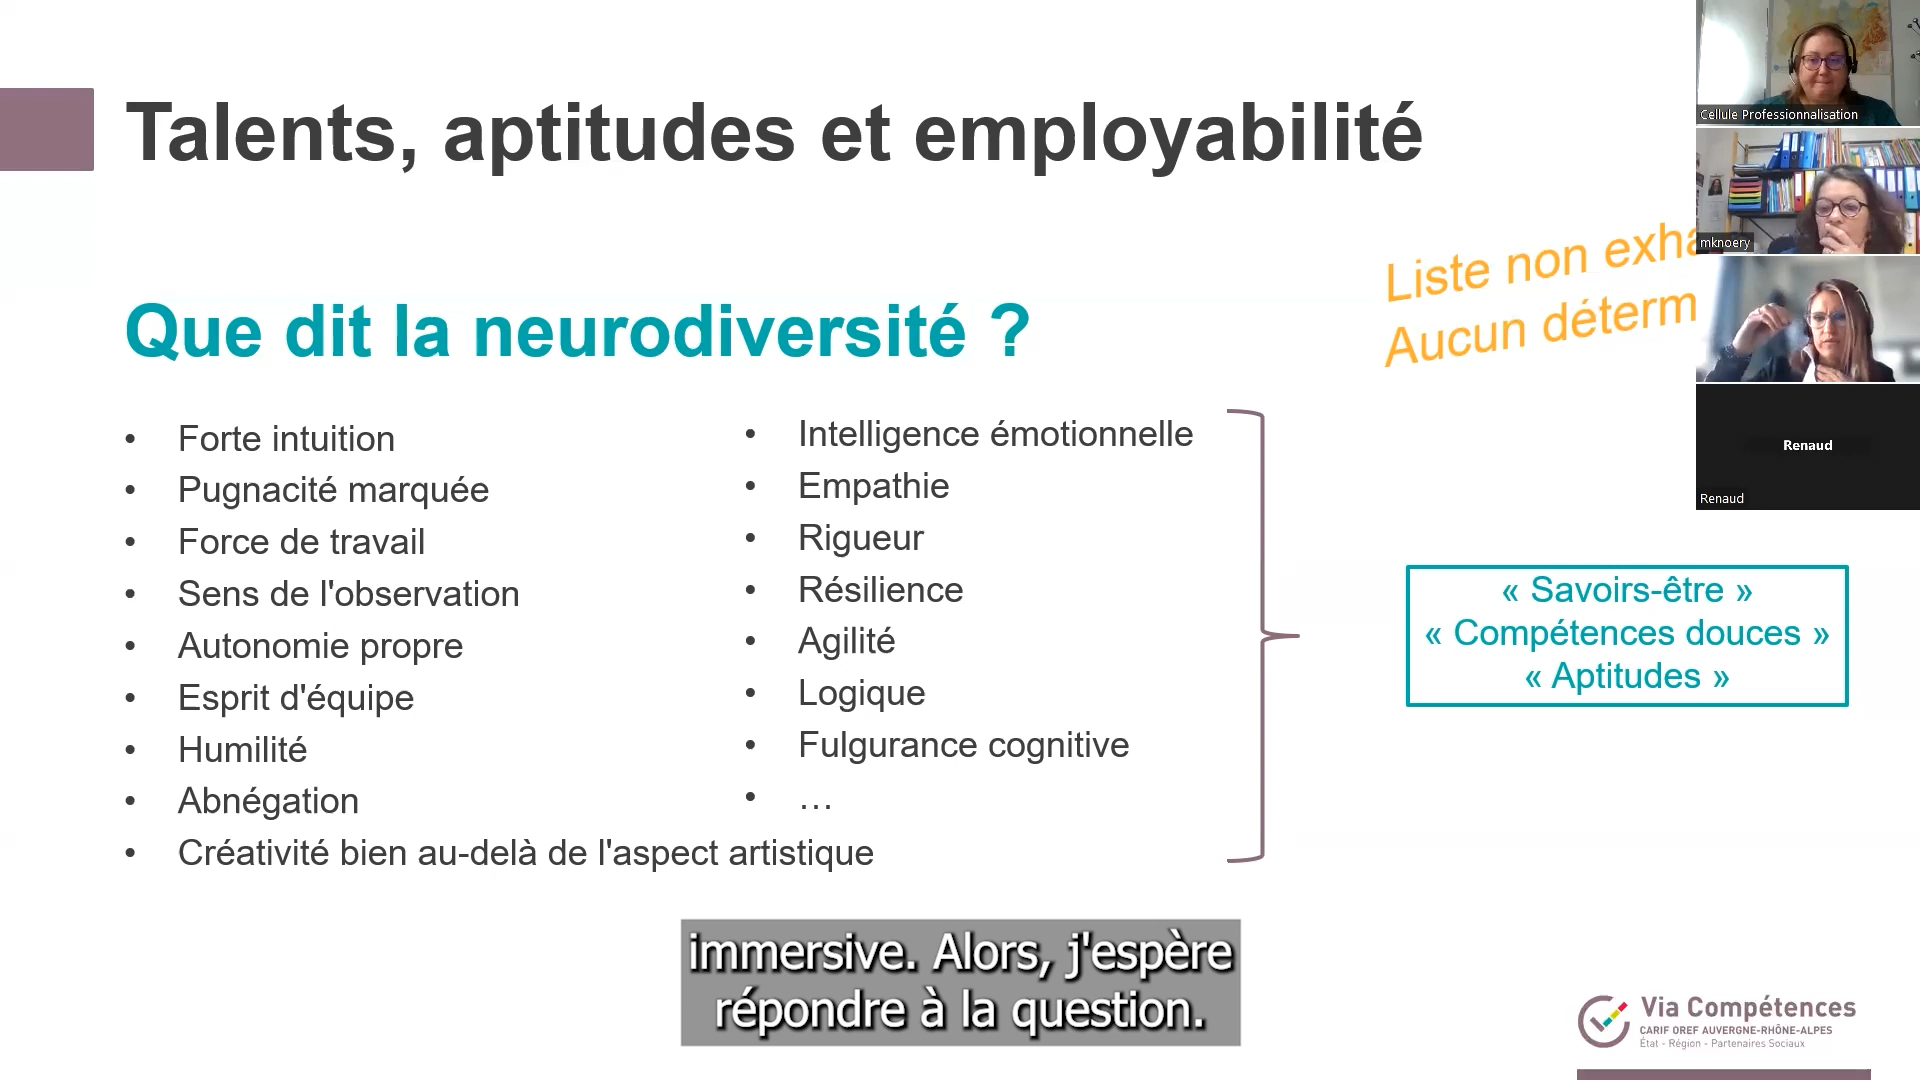 Talents, aptitudes et employabilité
Cellule Professionnalisation
mknoery
Renaud
Renaud
Liste non exha
Aucun déterm
Que dit la neurodiversité ?
• Forte intuition
• Pugnacité marquée
• Force de travail
• Sens de l'observation
• Autonomie propre
• Esprit d'équipe
• Humilité
• Abnégation
• Créativité bien au-delà de l'aspect artistique
• Intelligence émotionnelle
• Empathie
• Rigueur
• Résilience
• Agilité
• Logique
• Fulgurance cognitive
• …
« Savoirs-être »
« Compétences douces »
« Aptitudes »
immersive. Alors, j'espère
répondre à la question.
Via Compétences
CARIF OREF AUVERGNE-RHÔNE-ALPES
État - Région - Partenaires Sociaux